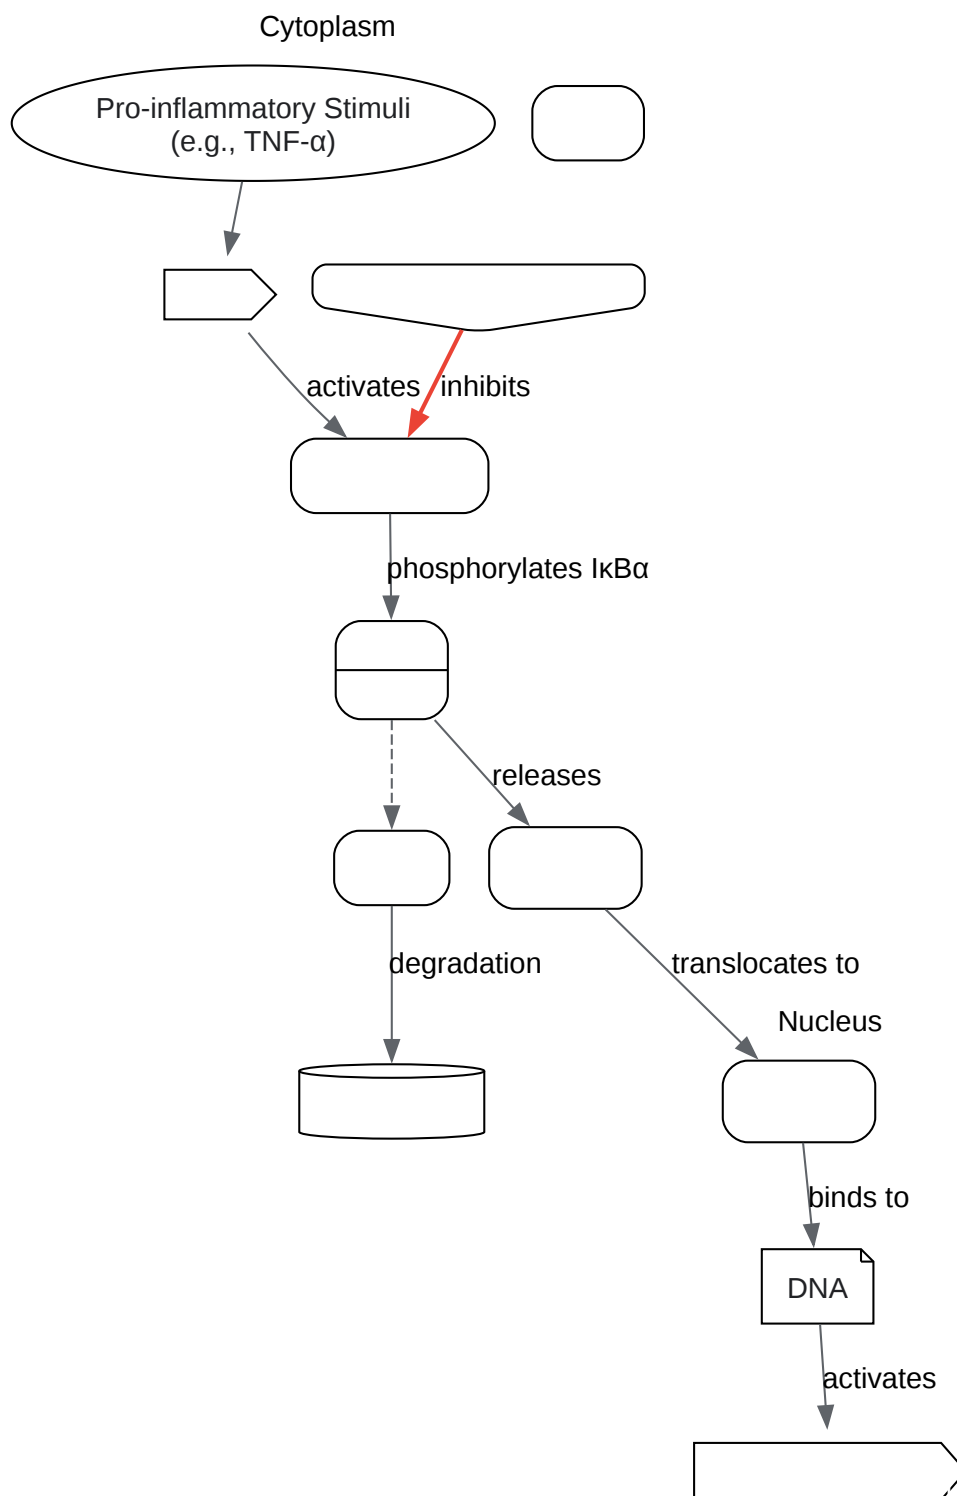 Cytoplasm
Pro-inflammatory Stimuli
(e.g., TNF-α)
activates
inhibits
phosphorylates IκBα
releases
degradation
translocates to
Nucleus
binds to
DNA
activates